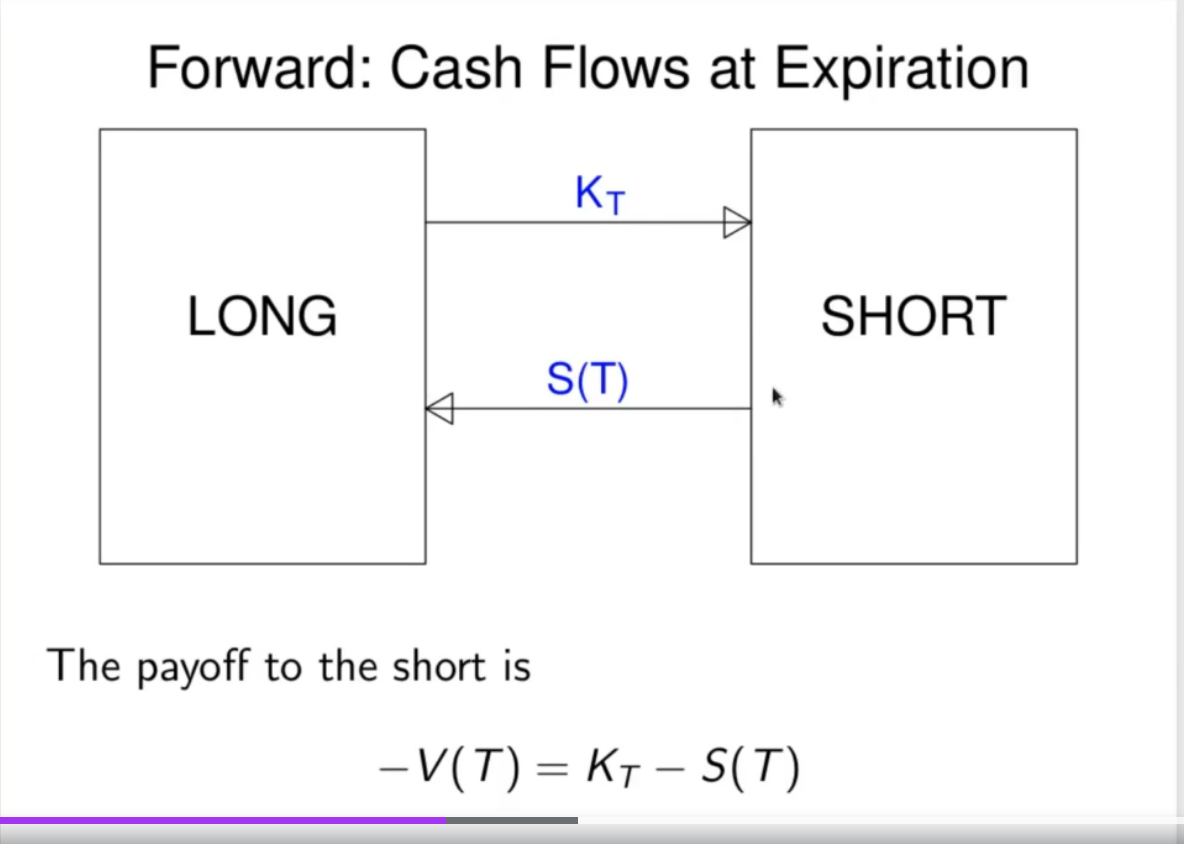 Forward: Cash Flows at Expiration
K_T
LONG
SHORT
S(T)
The payoff to the short is
−V(T) = K_T − S(T)